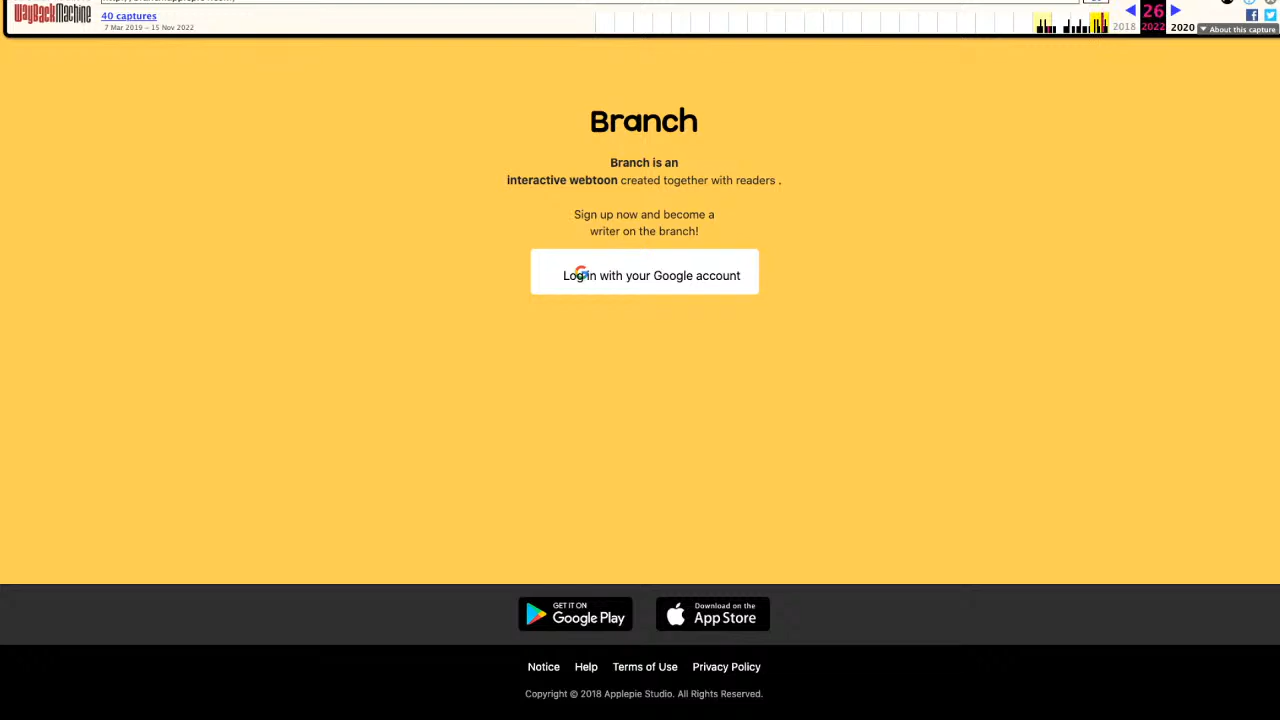 WayBackMachine
40 captures
7 Mar 2019 – 15 Nov 2022
26
2018 2022 2020
About this capture
Branch
Branch is an
interactive webtoon created together with readers .
Sign up now and become a
writer on the branch!
Log in with your Google account
GET IT ON
Google Play
Download on the
App Store
Notice Help Terms of Use Privacy Policy
Copyright © 2018 Applepie Studio. All Rights Reserved.